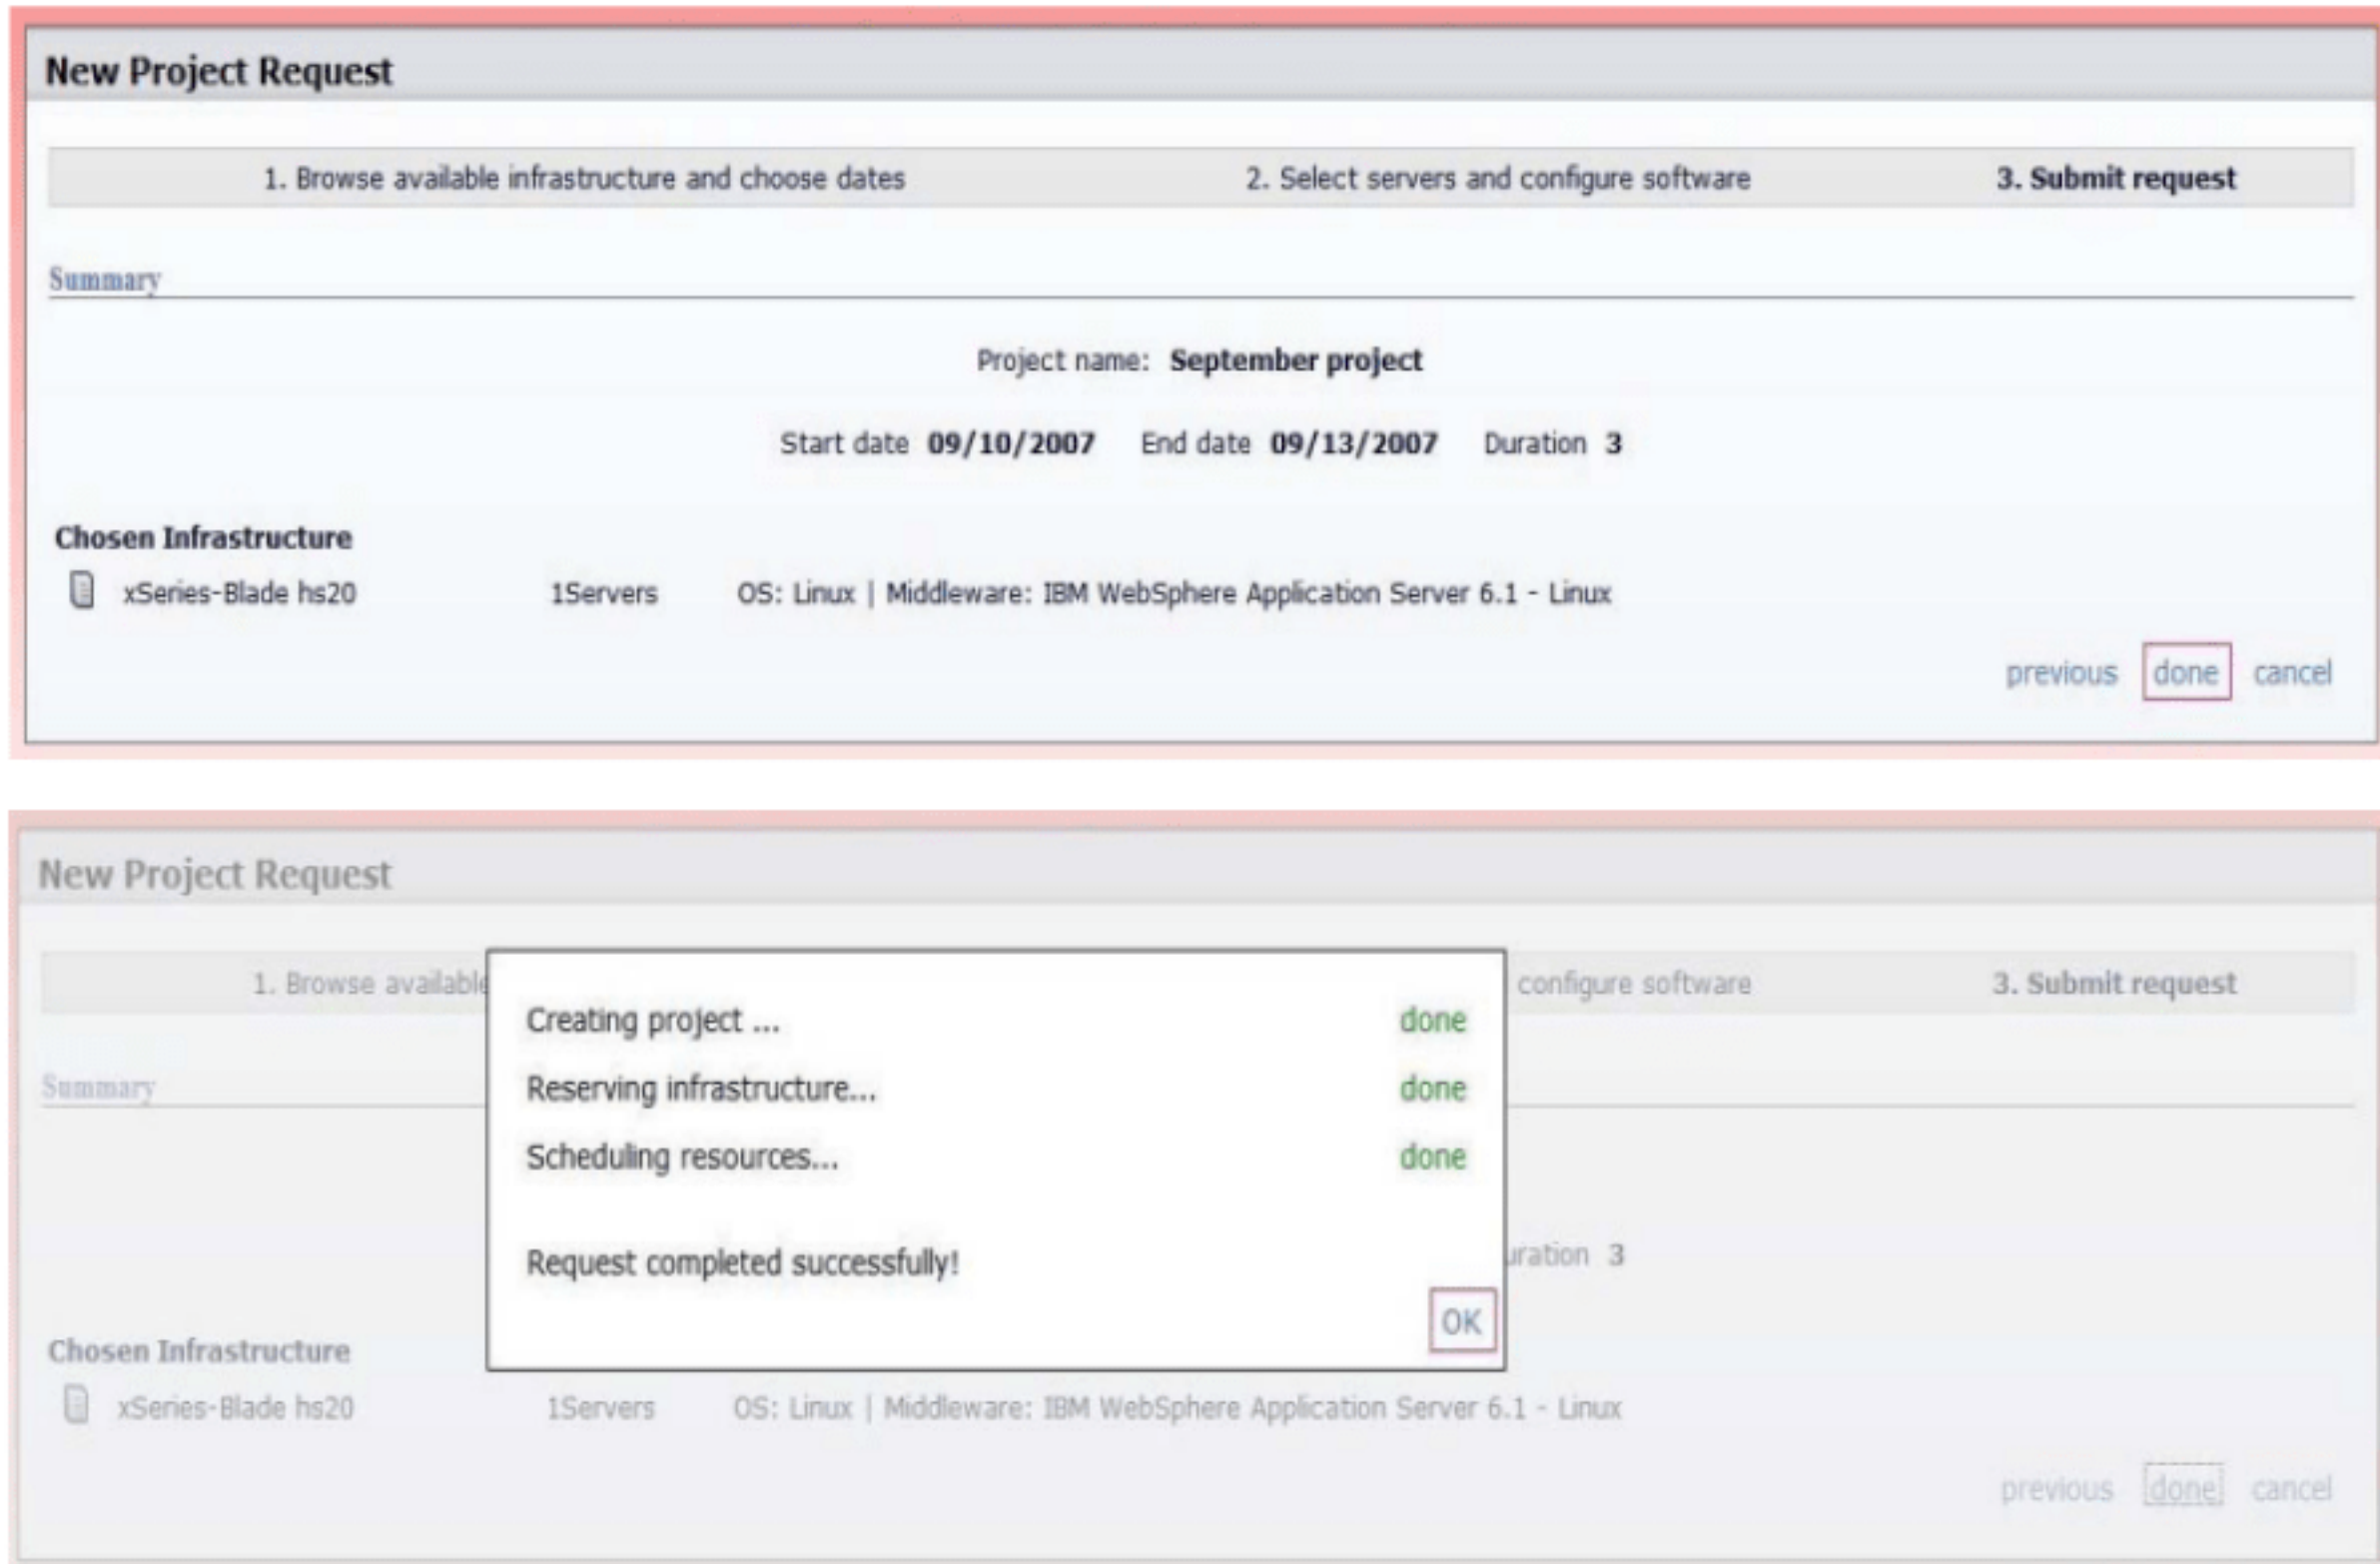 New Project Request
1. Browse available infrastructure and choose dates 2. Select servers and configure software 3. Submit request
Summary
Project name: September project
Start date 09/10/2007 End date 09/13/2007 Duration 3
Chosen Infrastructure
xSeries-Blade hs20 1Servers OS: Linux | Middleware: IBM WebSphere Application Server 6.1 - Linux
previous done cancel
New Project Request
1. Browse available configure software 3. Submit request
Summary
Creating project ... done
Reserving infrastructure... done
Scheduling resources... done
Request completed successfully!
uration 3
OK
Chosen Infrastructure
xSeries-Blade hs20 1Servers OS: Linux | Middleware: IBM WebSphere Application Server 6.1 - Linux
previous done cancel